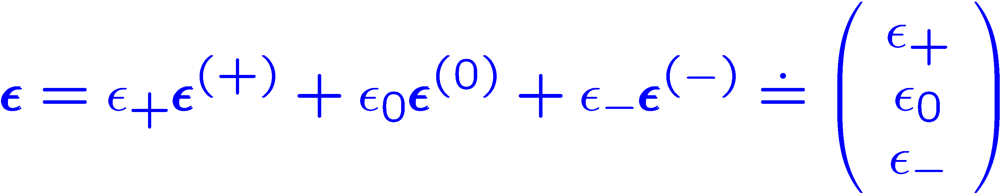 𝛜 = ϵ₊𝛜⁽⁺⁾ + ϵ₀𝛜⁽⁰⁾ + ϵ₋𝛜⁽⁻⁾ ≐ ( ϵ₊
ϵ₀
ϵ₋ )